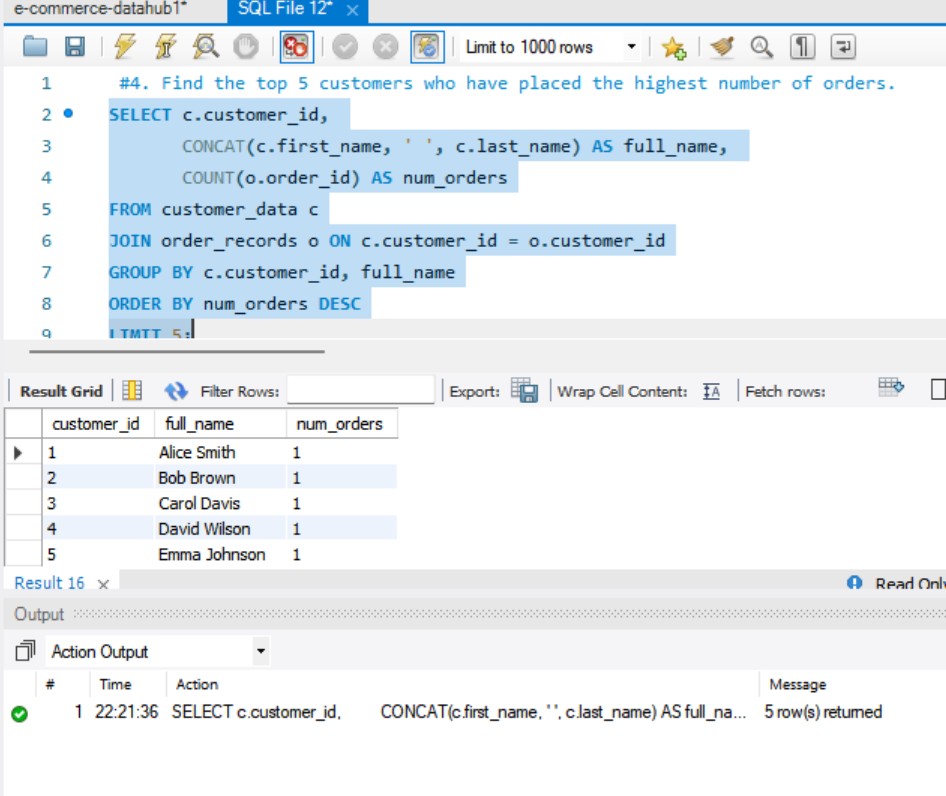 e-commerce-datahub1* SQL File 12* ×
Limit to 1000 rows
1 #4. Find the top 5 customers who have placed the highest number of orders.
2 SELECT c.customer_id,
3 CONCAT(c.first_name, ' ', c.last_name) AS full_name,
4 COUNT(o.order_id) AS num_orders
5 FROM customer_data c
6 JOIN order_records o ON c.customer_id = o.customer_id
7 GROUP BY c.customer_id, full_name
8 ORDER BY num_orders DESC
9 LIMIT 5;
Result Grid Filter Rows: Export: Wrap Cell Content: Fetch rows:
customer_id full_name num_orders
1 Alice Smith 1
2 Bob Brown 1
3 Carol Davis 1
4 David Wilson 1
5 Emma Johnson 1
Result 16 × Read Only
Output
Action Output
# Time Action Message
1 22:21:36 SELECT c.customer_id, CONCAT(c.first_name, ' ', c.last_name) AS full_na... 5 row(s) returned